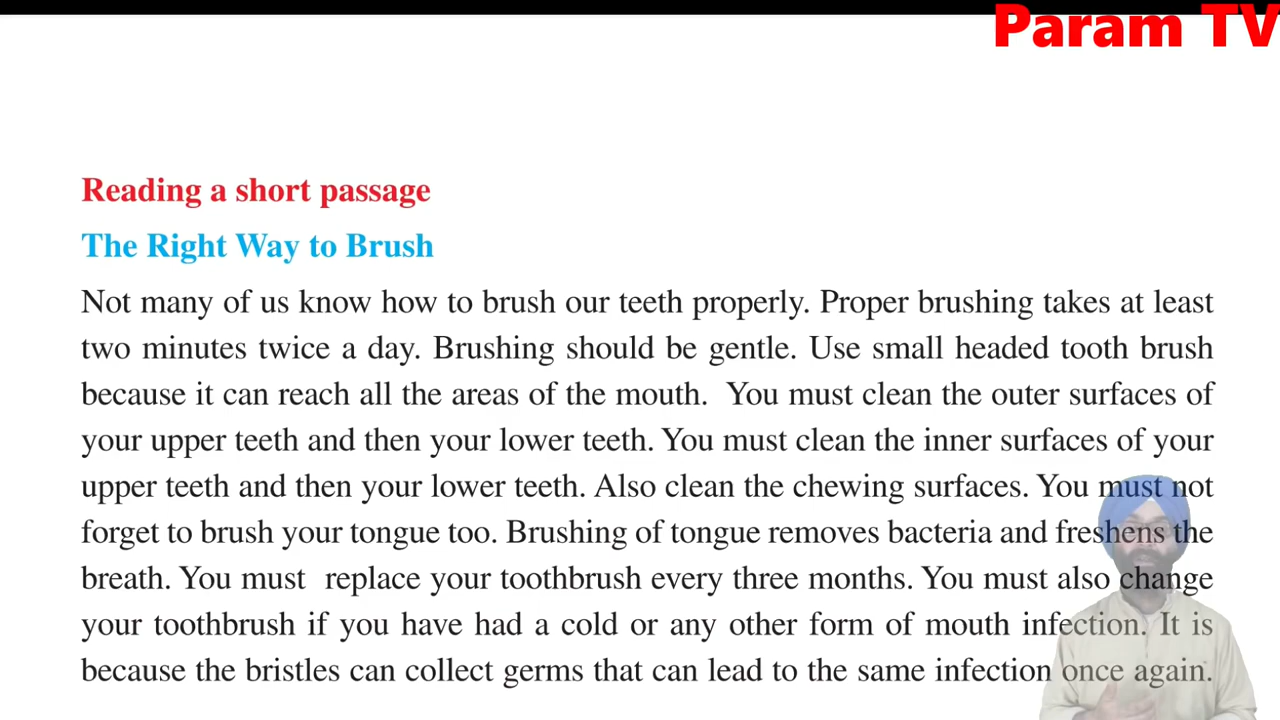 Param TV
Reading a short passage
The Right Way to Brush
Not many of us know how to brush our teeth properly. Proper brushing takes at least
two minutes twice a day. Brushing should be gentle. Use small headed tooth brush
because it can reach all the areas of the mouth. You must clean the outer surfaces of
your upper teeth and then your lower teeth. You must clean the inner surfaces of your
upper teeth and then your lower teeth. Also clean the chewing surfaces. You must not
forget to brush your tongue too. Brushing of tongue removes bacteria and freshens the
breath. You must replace your toothbrush every three months. You must also change
your toothbrush if you have had a cold or any other form of mouth infection. It is
because the bristles can collect germs that can lead to the same infection once again.